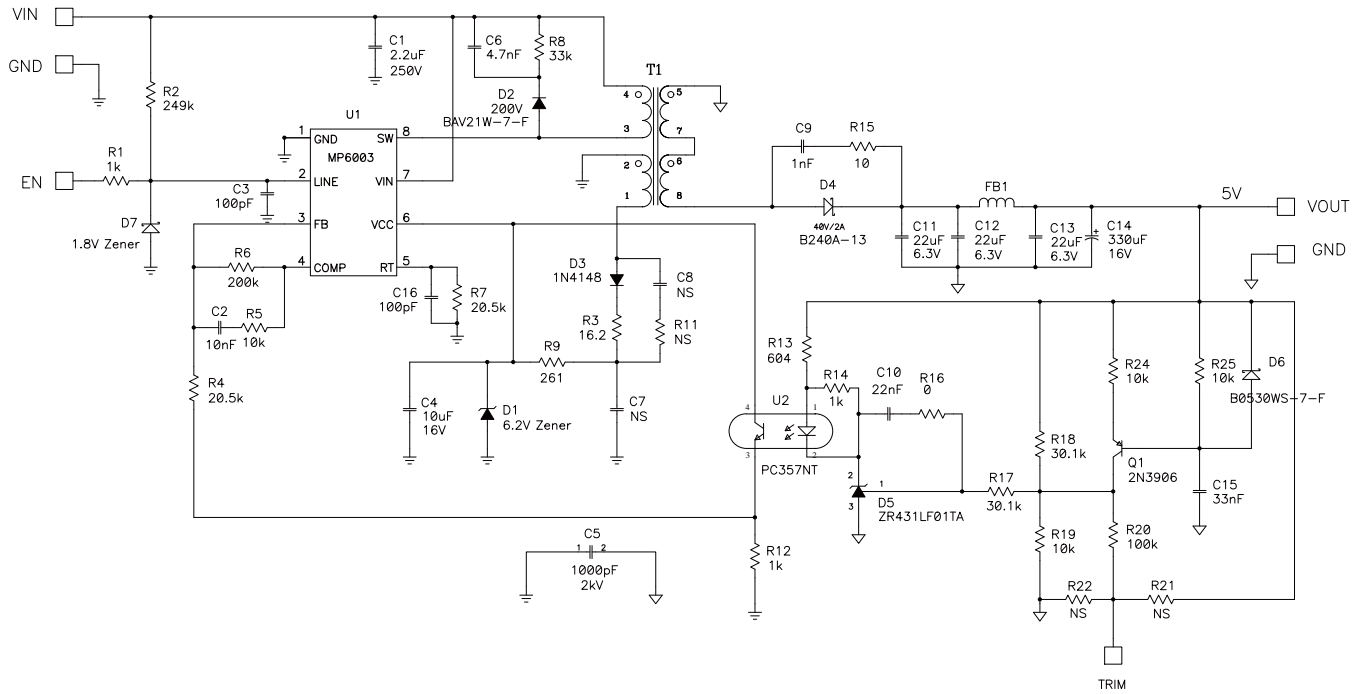 VIN
GND
R2
249k
R1
1k
EN
D7
1.8V Zener
C3
100pF
U1
1
GND
SW
8
MP6003
2
LINE
VIN
7
3
FB
VCC
6
4
COMP
RT
5
C1
2.2uF
250V
C6
4.7nF
R8
33k
D2
200V
BAV21W-7-F
T1
4
5
3
7
2
6
1
8
R6
200k
C2
10nF
R5
10k
R4
20.5k
C16
100pF
R7
20.5k
D3
1N4148
C8
NS
R3
16.2
R11
NS
R9
261
C4
10uF
16V
D1
6.2V Zener
C7
NS
C9
1nF
R15
10
D4
40V/2A
B240A-13
FB1
5V
VOUT
GND
C11
22uF
6.3V
C12
22uF
6.3V
C13
22uF
6.3V
C14
330uF
16V
+
R13
604
R14
1k
C10
22nF
R16
0
U2
4
1
3
2
PC357NT
2
1
3
D5
ZR431LF01TA
R17
30.1k
R18
30.1k
R24
10k
R25
10k
D6
B0530WS-7-F
Q1
2N3906
C15
33nF
R19
10k
R20
100k
R22
NS
R21
NS
TRIM
C5
1
2
1000pF
2kV
R12
1k